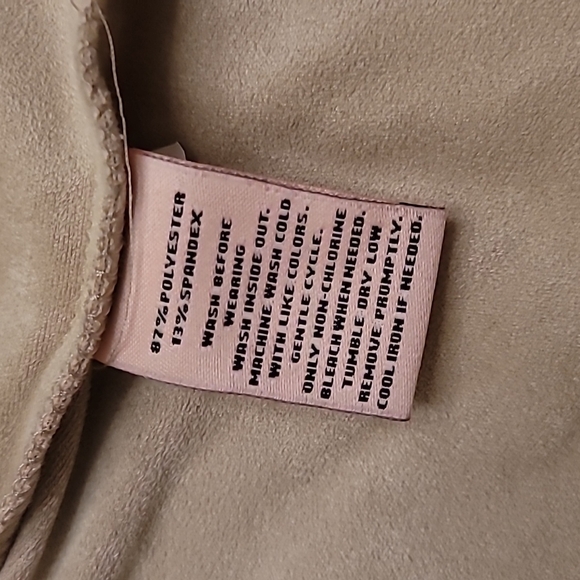 87%POLYESTER
13%SPANDEX
WASH BEFORE
WEARING
WASH INSIDE OUT.
MACHINE WASH COLD
WITH LIKE COLORS.
GENTLE CYCLE.
ONLY NON-CHLORINE
BLEACH WHEN NEEDED.
TUMBLE DRY LOW
REMOVE PROMPTLY.
COOL IRON IF NEEDED.